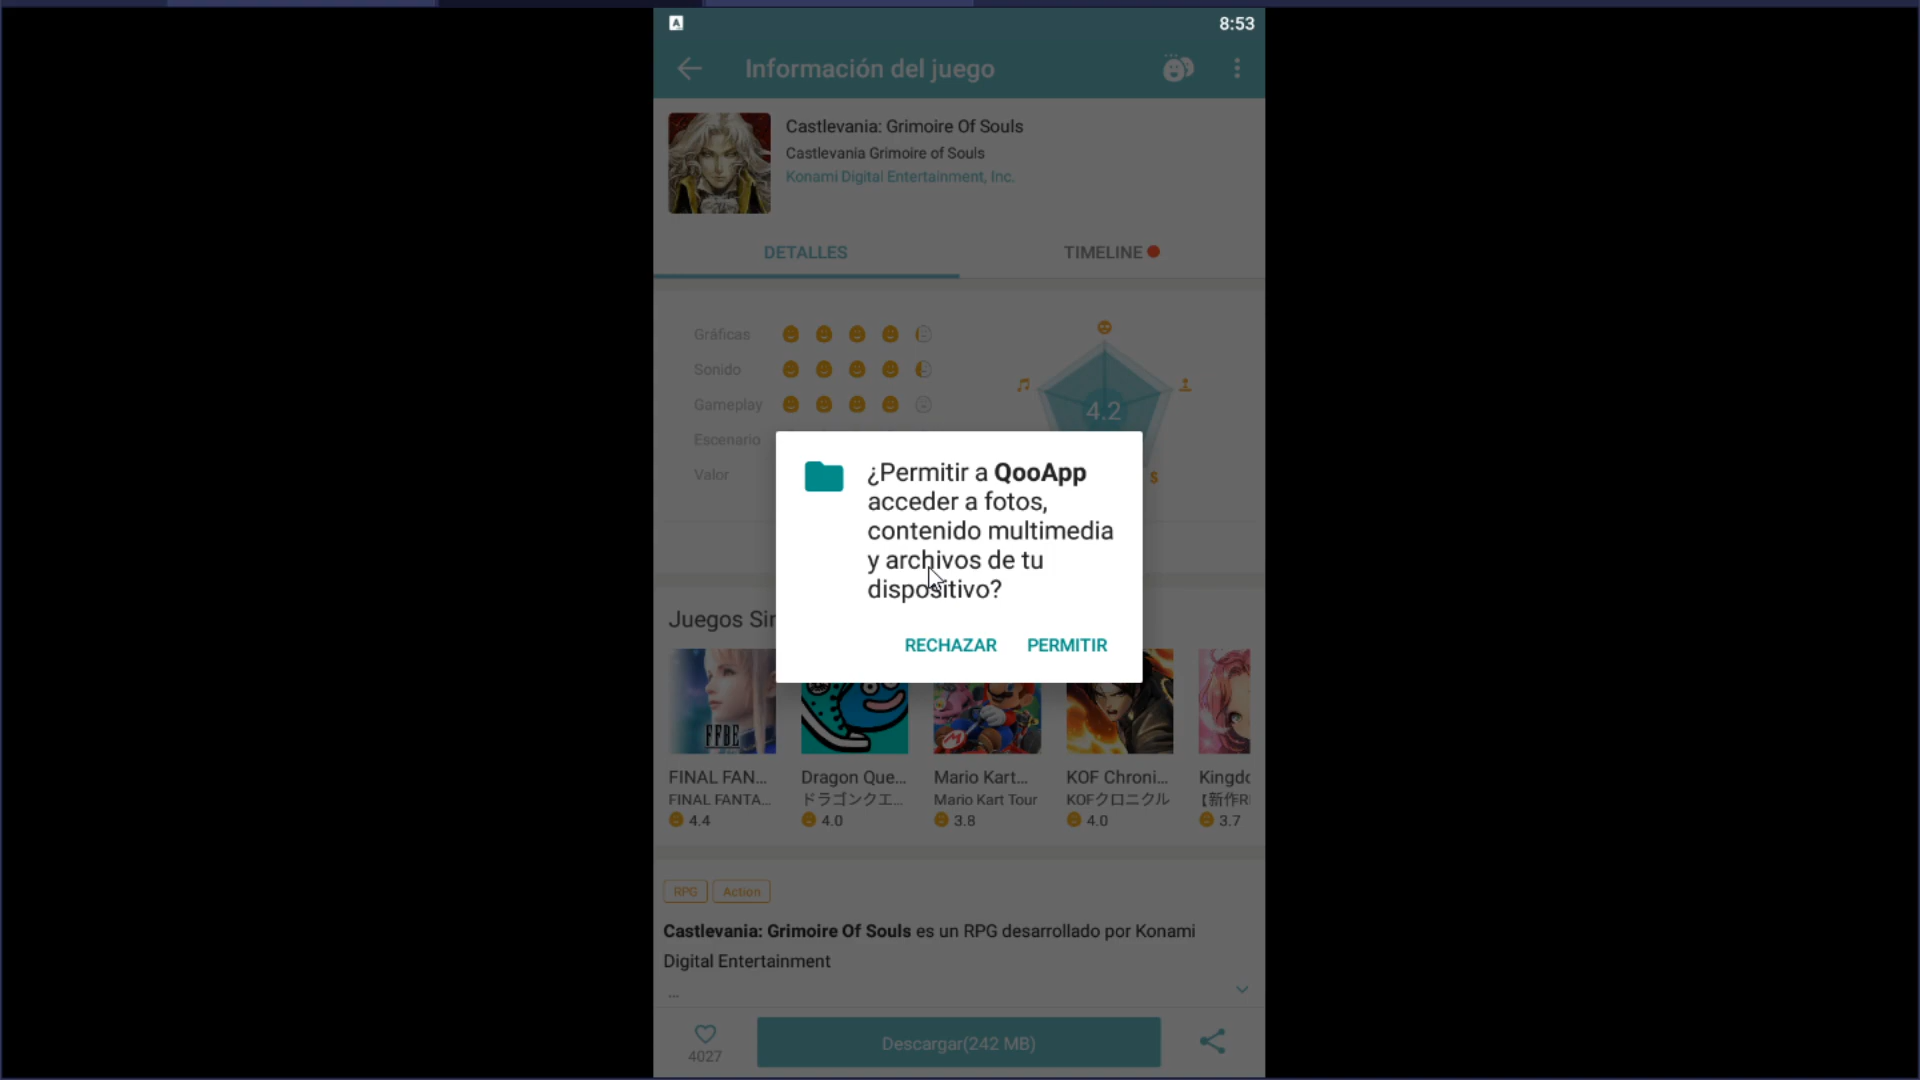 8:53
Información del juego
Castlevania: Grimoire Of Souls
Castlevania Grimoire of Souls
Konami Digital Entertainment, Inc.
DETALLES
TIMELINE
Gráficas
Sonido
Gameplay
Escenario
Valor
4.2
$
¿Permitir a QooApp
acceder a fotos,
contenido multimedia
y archivos de tu
dispositivo?
RECHAZAR PERMITIR
Juegos Sir
FFBE
FINAL FAN...
FINAL FANTA...
4.4
Dragon Que...
ドラゴンクエ...
4.0
Mario Kart...
Mario Kart Tour
3.8
KOF Chroni...
KOFクロニクル
4.0
Kingdo
【新作R
3.7
RPG Action
Castlevania: Grimoire Of Souls es un RPG desarrollado por Konami
Digital Entertainment
...
4027
Descargar(242 MB)